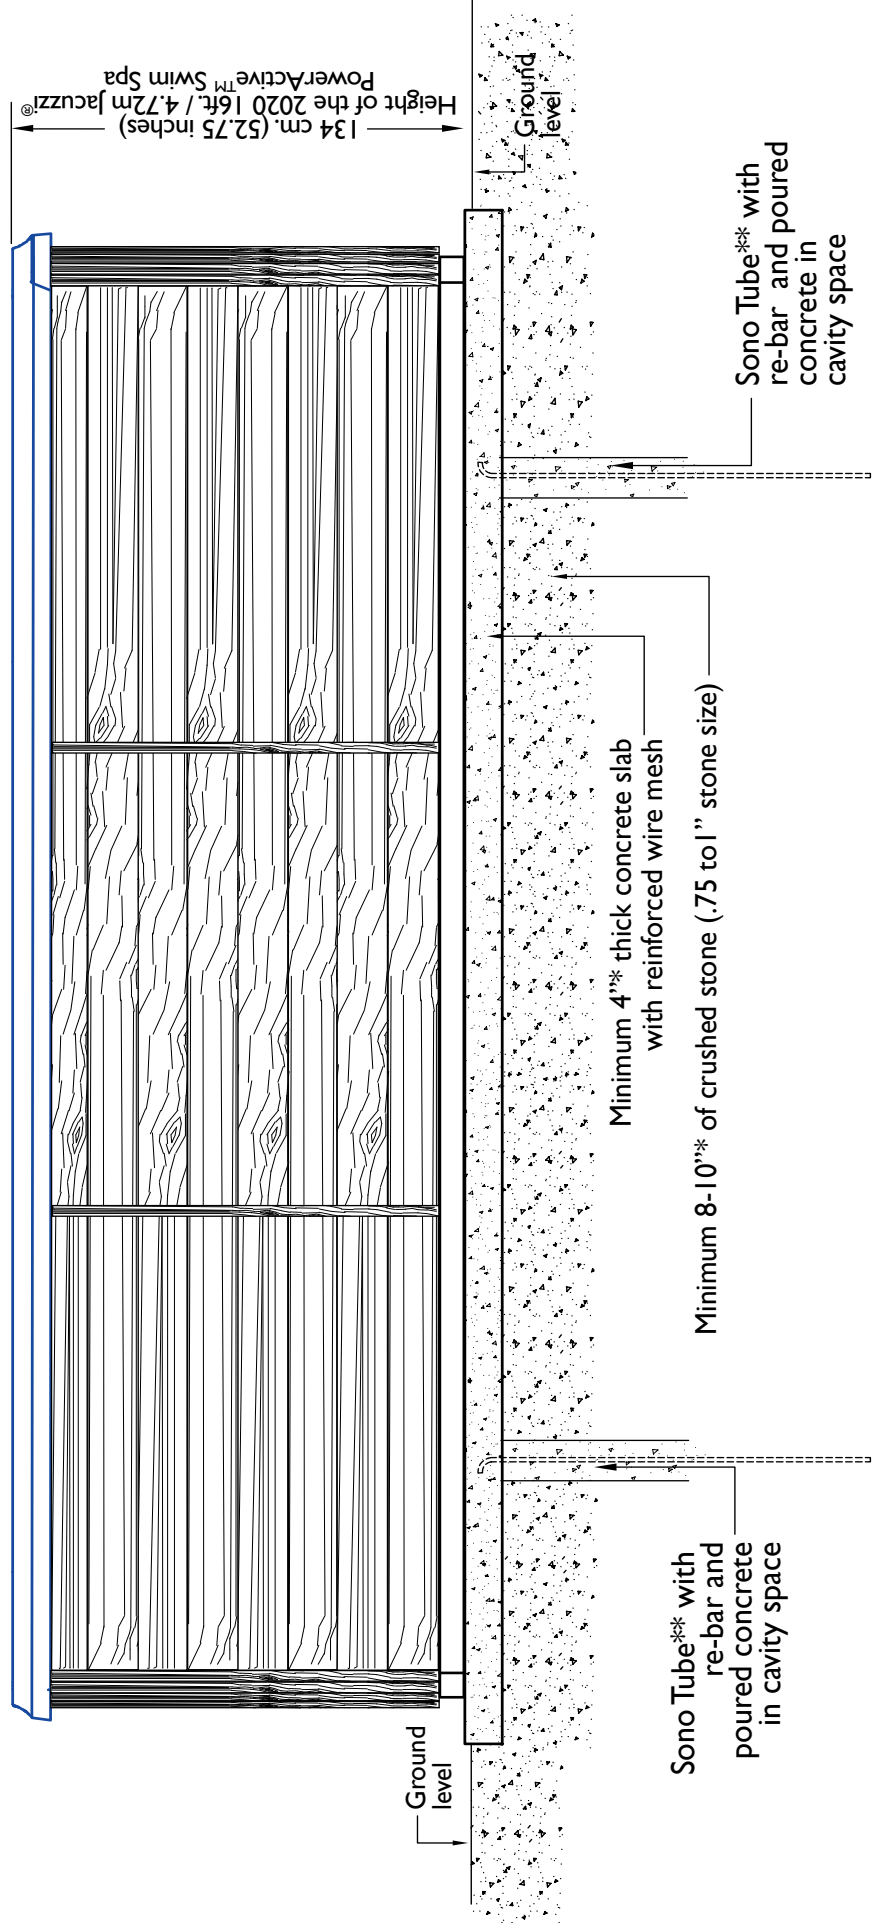 134 cm. (52.75 inches)
Height of the 2020 16ft. / 4.72m Jacuzzi®
PowerActive™ Swim Spa
Ground
level
Ground
level
Sono Tube** with
re-bar and
poured concrete
in cavity space
Minimum 4”* thick concrete slab
with reinforced wire mesh
Minimum 8-10”* of crushed stone (.75 to1” stone size)
Sono Tube** with
re-bar and poured
concrete in
cavity space